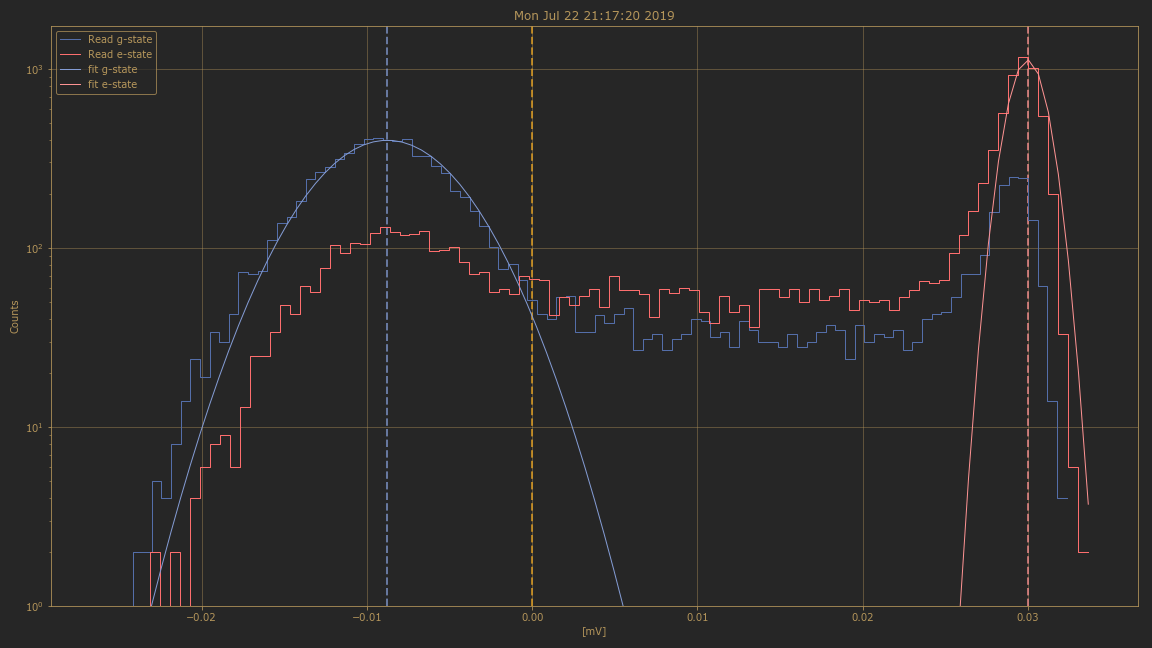 Mon Jul 22 21:17:20 2019
Read g-state
Read e-state
fit g-state
fit e-state
10³
10²
10¹
10⁰
Counts
−0.02 −0.01 0.00 0.01 0.02 0.03
[mV]